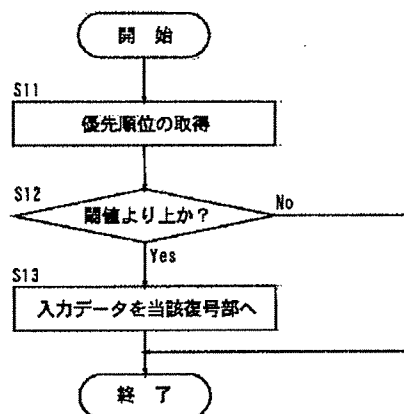 開 始
S11
優先順位の取得
S12
閾値より上か？
No
Yes
S13
入力データを当該復号部へ
終 了